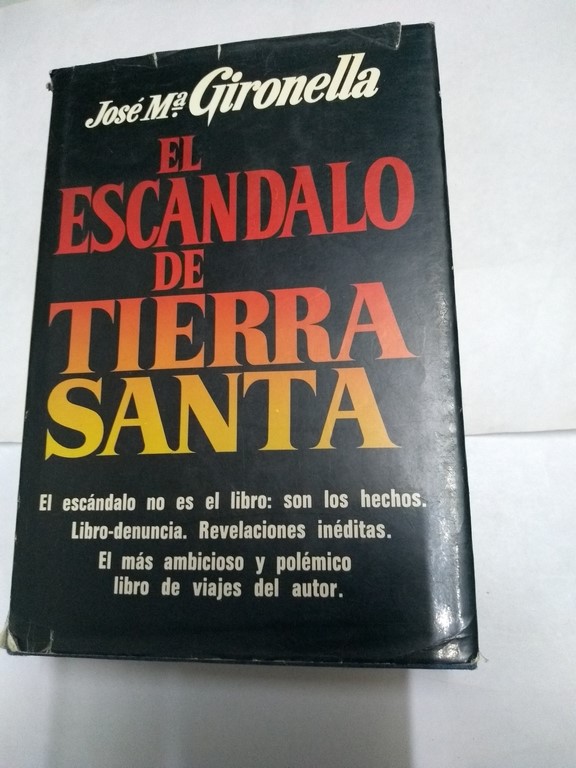 José Mª. Gironella
EL
ESCÁNDALO
DE
TIERRA
SANTA
El escándalo no es el libro: son los hechos.
Libro-denuncia. Revelaciones inéditas.
El más ambicioso y polémico
libro de viajes del autor.